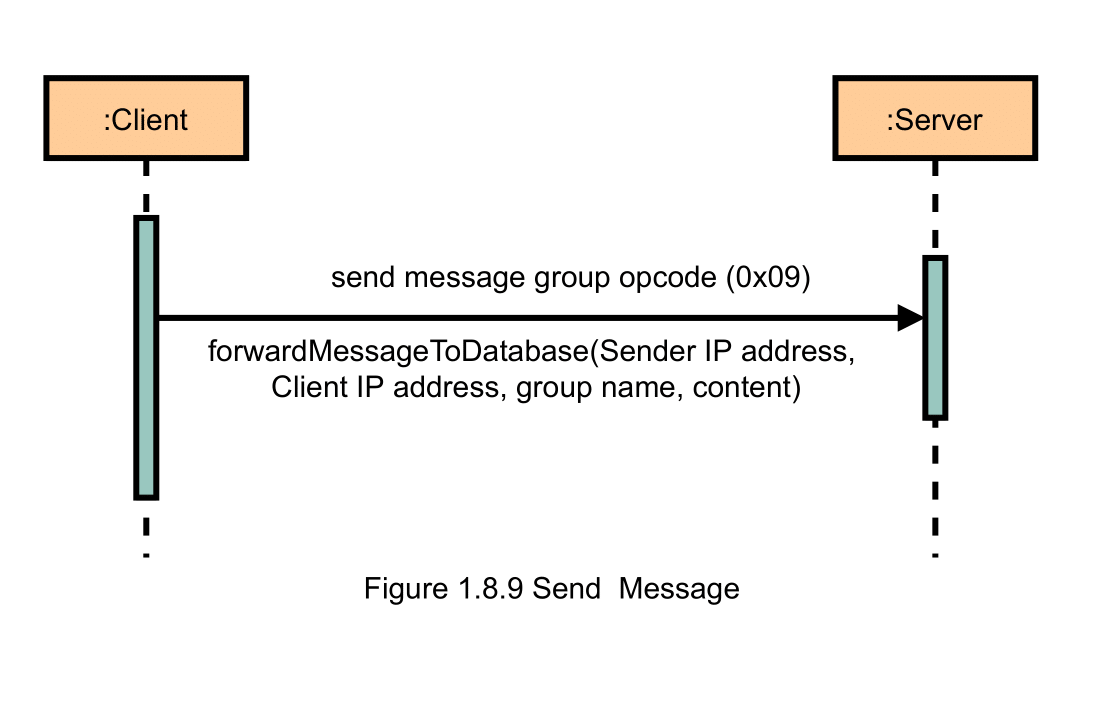 :Client
:Server
send message group opcode (0x09)
forwardMessageToDatabase(Sender IP address,
Client IP address, group name, content)
Figure 1.8.9 Send  Message